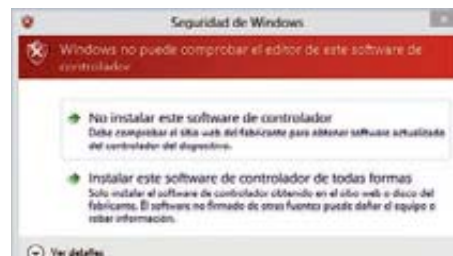 Seguridad de Windows
Windows no puede comprobar el editor de este software de
controlador
No instalar este software de controlador
Debe comprobar el sitio web del fabricante para obtener software actualizado
del controlador del dispositivo.
Instalar este software de controlador de todas formas
Solo instalar el software de controlador obtenido en el sitio web o disco del
fabricante. El software no firmado de otras fuentes puede dañar el equipo o
robar información.
Ver detalles